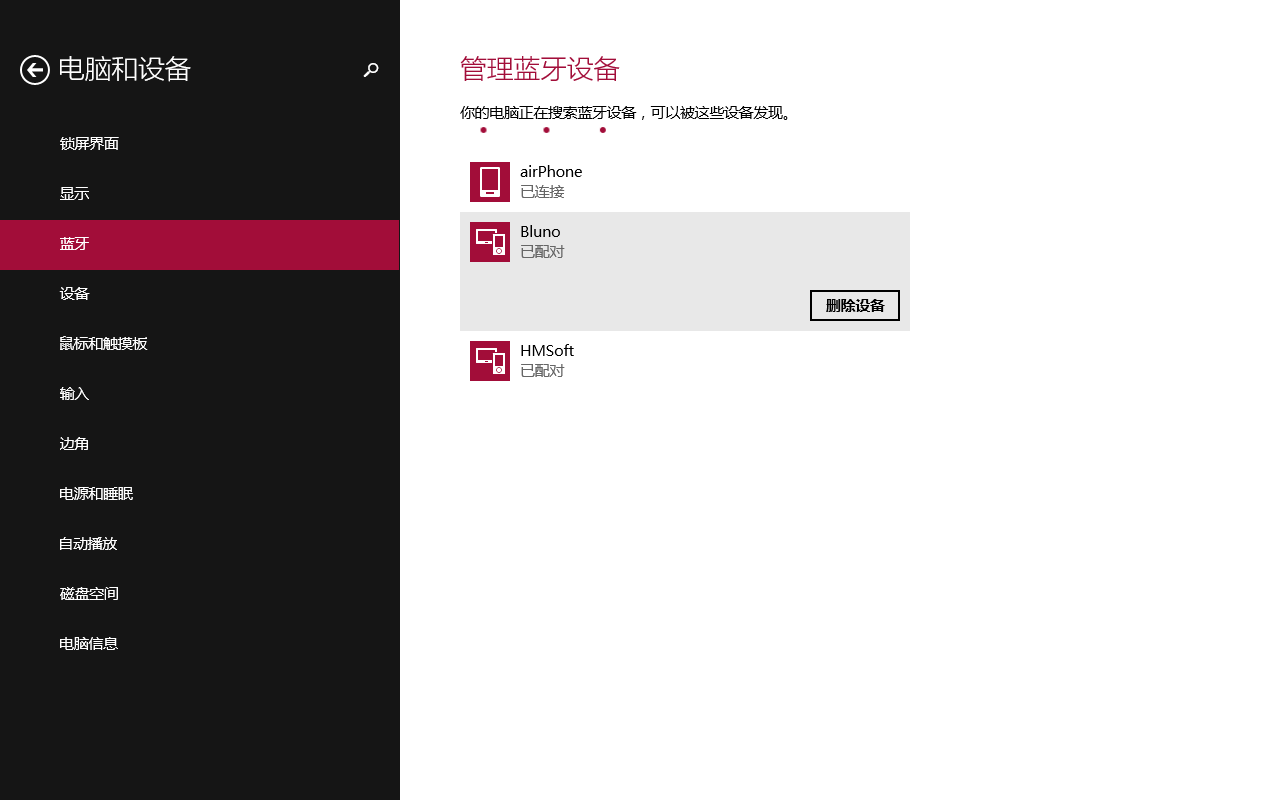 电脑和设备
锁屏界面
显示
蓝牙
设备
鼠标和触摸板
输入
边角
电源和睡眠
自动播放
磁盘空间
电脑信息
管理蓝牙设备
你的电脑正在搜索蓝牙设备，可以被这些设备发现。
airPhone
已连接
Bluno
已配对
删除设备
HMSoft
已配对